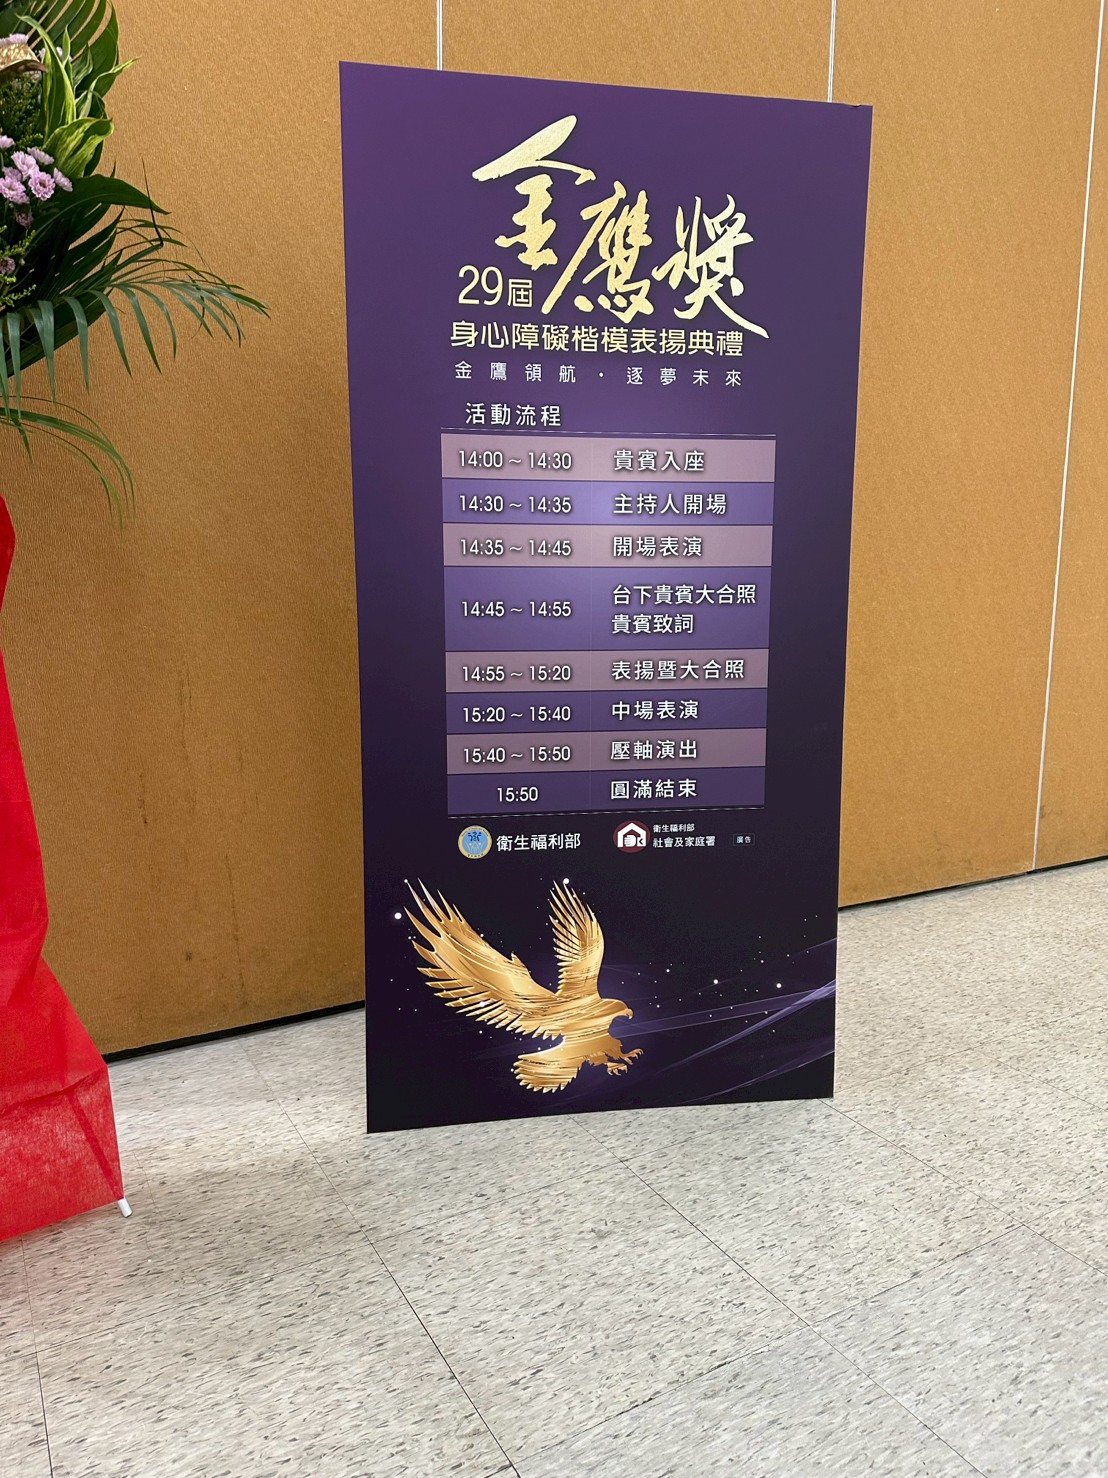 金鷹獎
29屆
身心障礙楷模表揚典禮
金鷹領航・逐夢未來
活動流程
14:00 ~ 14:30 貴賓入座
14:30 ~ 14:35 主持人開場
14:35 ~ 14:45 開場表演
14:45 ~ 14:55 台下貴賓大合照
貴賓致詞
14:55 ~ 15:20 表揚暨大合照
15:20 ~ 15:40 中場表演
15:40 ~ 15:50 壓軸演出
15:50 圓滿結束
衛生福利部
衛生福利部
社會及家庭署
廣告